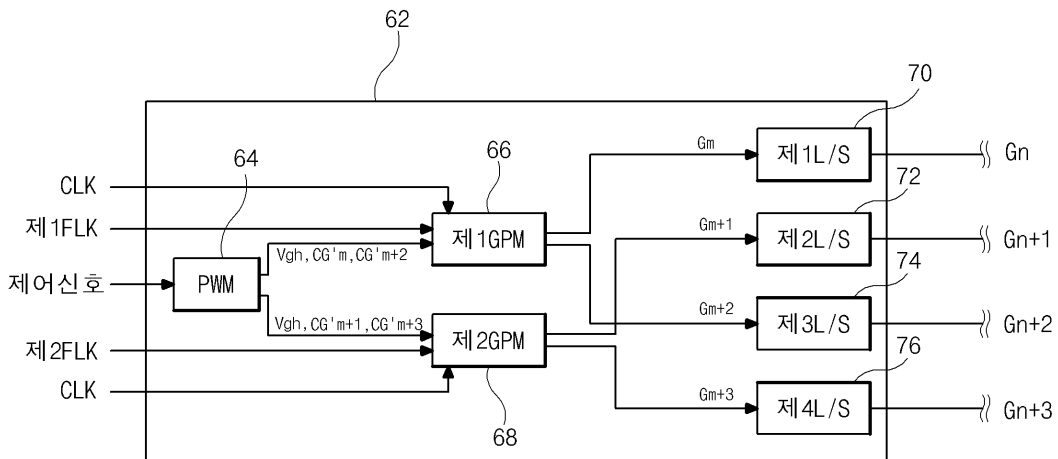 62
70
제1L/S
Gm
Gn
64
66
CLK
72
제1FLK
제1GPM
Gm+1
제2L/S
Gn+1
Vgh,CG'm,CG'm+2
74
제어신호
PWM
Gm+2
제3L/S
Gn+2
Vgh,CG'm+1,CG'm+3
제2GPM
제2FLK
76
CLK
Gm+3
제4L/S
Gn+3
68